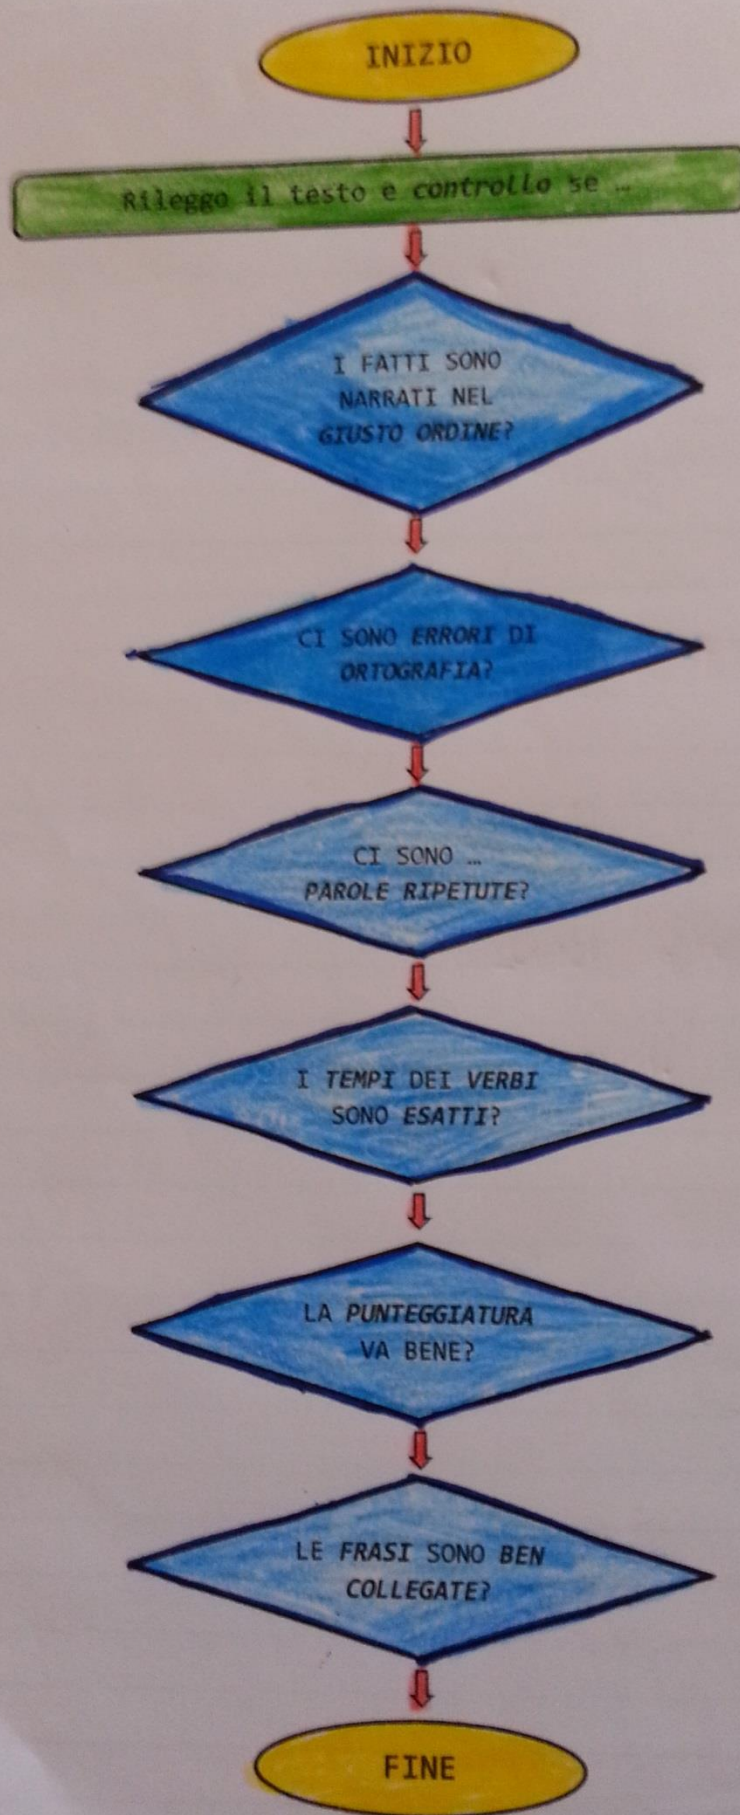 INIZIO
Rileggo il testo e controllo se …
I FATTI SONO
NARRATI NEL
GIUSTO ORDINE?
CI SONO ERRORI DI
ORTOGRAFIA?
CI SONO …
PAROLE RIPETUTE?
I TEMPI DEI VERBI
SONO ESATTI?
LA PUNTEGGIATURA
VA BENE?
LE FRASI SONO BEN
COLLEGATE?
FINE